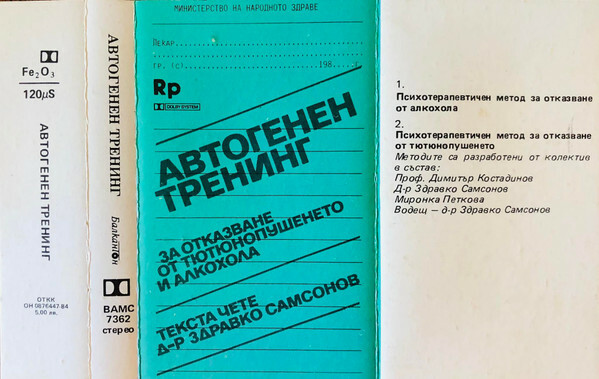 Fe2O3
120µS
АВТОГЕНЕН ТРЕНИНГ
ОТКК
ОН 0876447-84
5,00 лв.
АВТОГЕНЕН ТРЕНИНГ
Балкантон
ВАМС
7362
стерео
МИНИСТЕРСТВО НА НАРОДНОТО ЗДРАВЕ
Лекар
гр. (с) 198
Rp
DOLBY SYSTEM
АВТОГЕНЕН
ТРЕНИНГ
ЗА ОТКАЗВАНЕ
ОТ ТЮТЮНОПУШЕНЕТО
И АЛКОХОЛА
ТЕКСТА ЧЕТЕ
Д-Р ЗДРАВКО САМСОНОВ
1.
Психотерапевтичен метод за отказване
от алкохола
2.
Психотерапевтичен метод за отказване
от тютюнопушенето
Методите са разработени от колектив
в състав:
Проф. Димитър Костадинов
Д-р Здравко Самсонов
Миронка Петкова
Водещ — д-р Здравко Самсонов